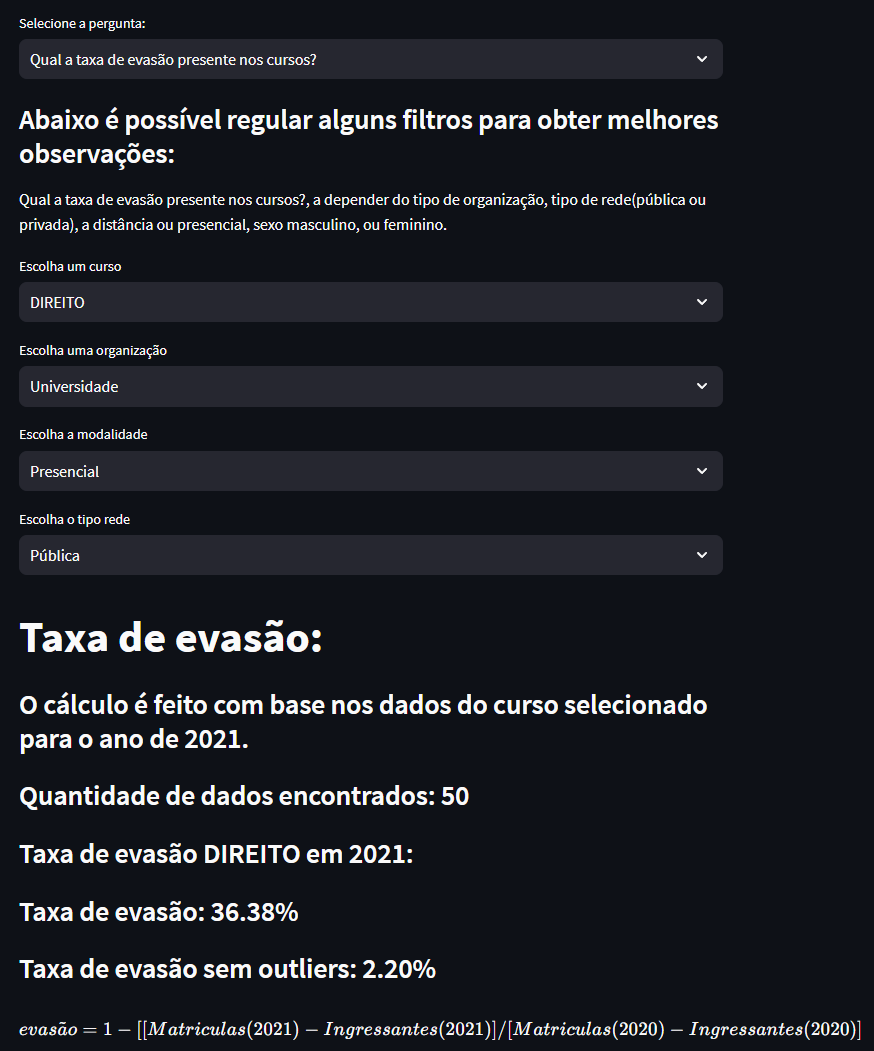 Selecione a pergunta:
Qual a taxa de evasão presente nos cursos?
Abaixo é possível regular alguns filtros para obter melhores
observações:
Qual a taxa de evasão presente nos cursos?, a depender do tipo de organização, tipo de rede(pública ou
privada), a distância ou presencial, sexo masculino, ou feminino.
Escolha um curso
DIREITO
Escolha uma organização
Universidade
Escolha a modalidade
Presencial
Escolha o tipo rede
Pública
Taxa de evasão:
O cálculo é feito com base nos dados do curso selecionado
para o ano de 2021.
Quantidade de dados encontrados: 50
Taxa de evasão DIREITO em 2021:
Taxa de evasão: 36.38%
Taxa de evasão sem outliers: 2.20%
evasão = 1 − [[Matriculas(2021) − Ingressantes(2021)]/[Matriculas(2020) − Ingressantes(2020)]